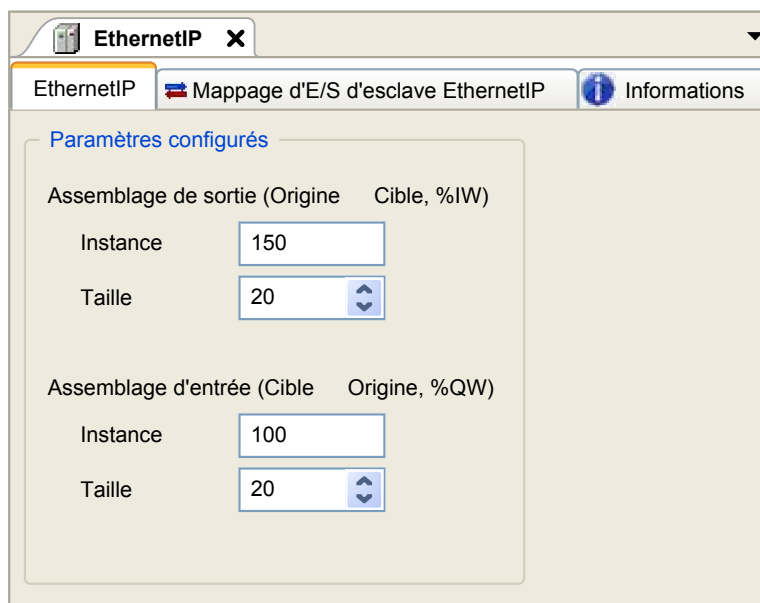 EthernetIP
EthernetIP Mappage d'E/S d'esclave EthernetIP Informations
Paramètres configurés
Assemblage de sortie (Origine Cible, %IW)
Instance 150
Taille 20
Assemblage d'entrée (Cible Origine, %QW)
Instance 100
Taille 20